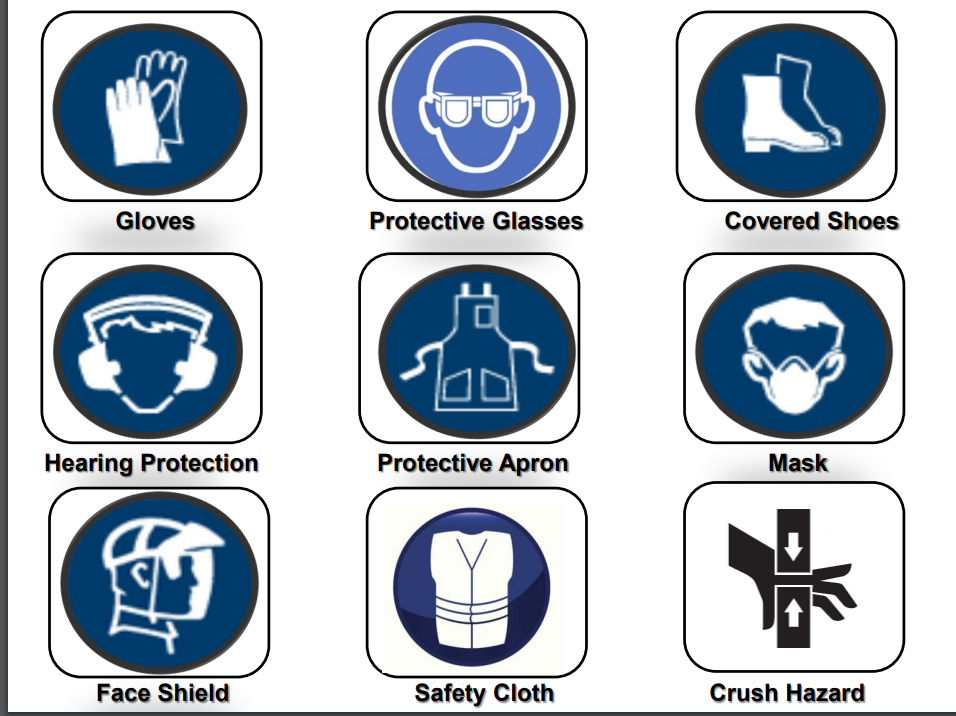 Gloves
Protective Glasses
Covered Shoes
Hearing Protection
Protective Apron
Mask
Face Shield
Safety Cloth
Crush Hazard